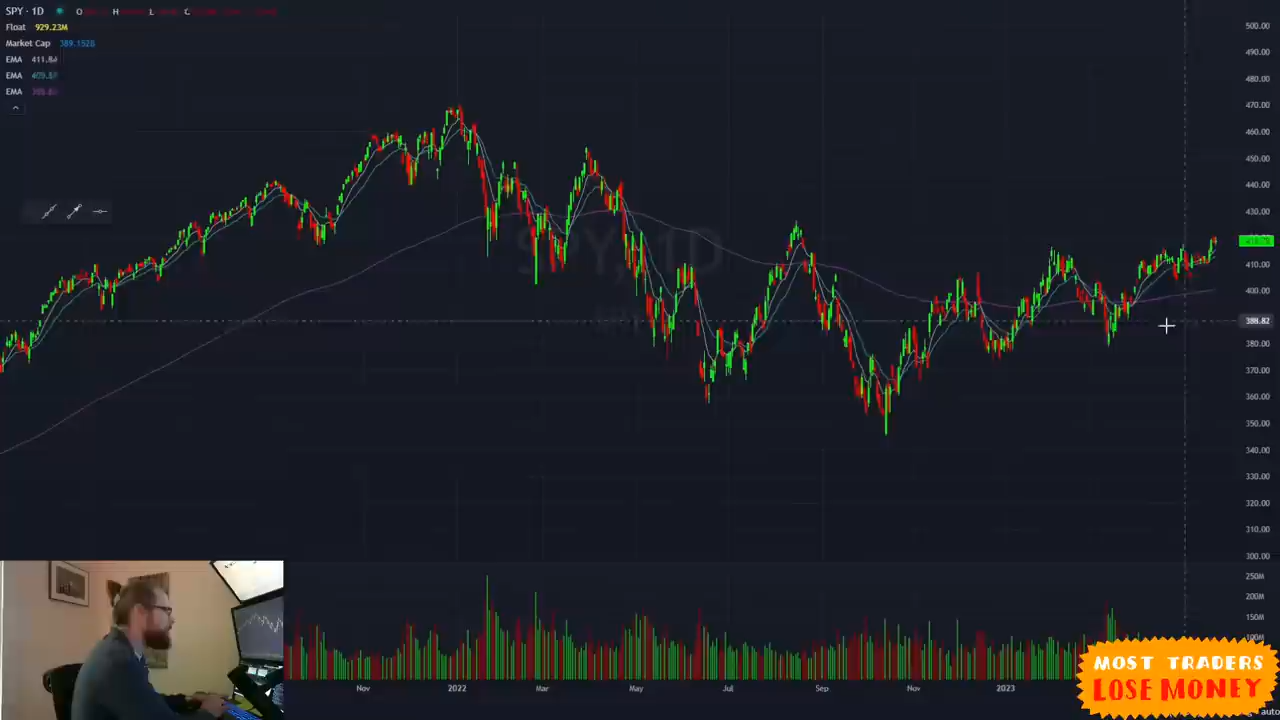 SPY · 1D
O H L C
Float 929.23M
Market Cap 389.152B
EMA 411.84
EMA
EMA
SPY, 1D
500.00
490.00
480.00
470.00
460.00
450.00
440.00
430.00
410.00
400.00
388.82
380.00
370.00
360.00
350.00
340.00
330.00
320.00
310.00
300.00
250M
200M
150M
100M
Nov 2022 Mar May Jul Sep Nov 2023
MOST TRADERS
LOSE MONEY
auto